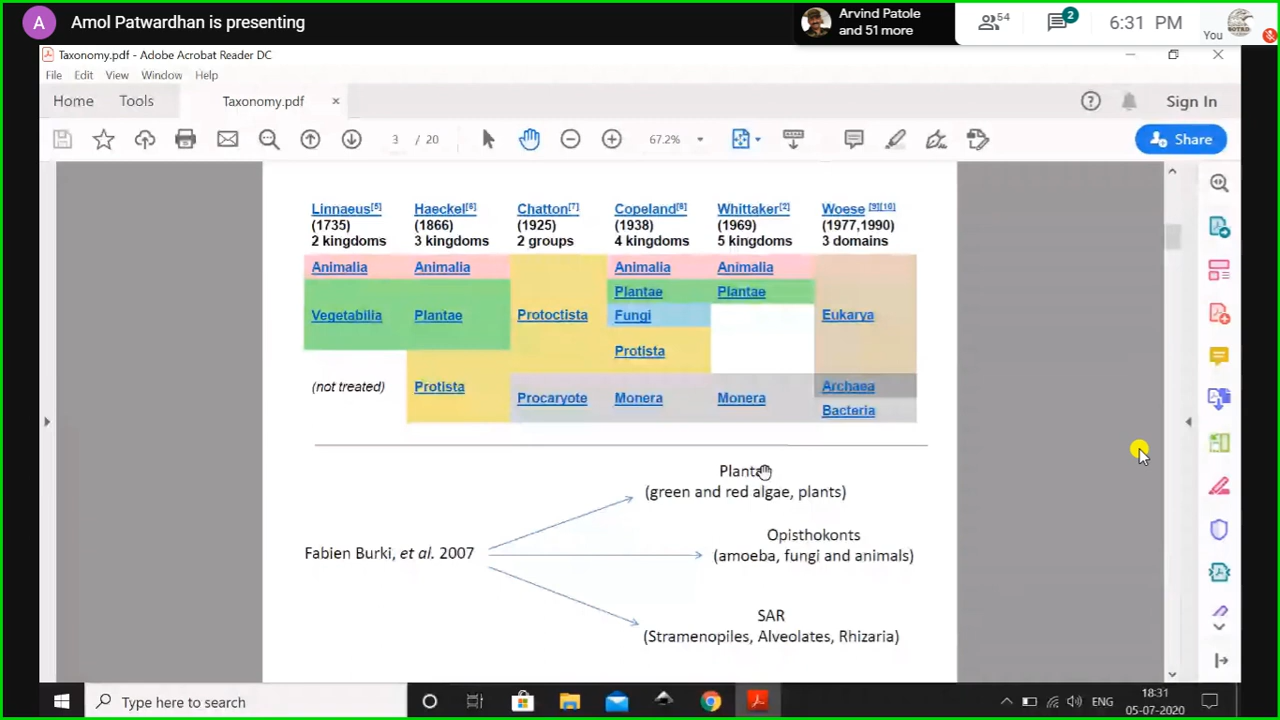 A Amol Patwardhan is presenting
Arvind Patole
and 51 more
54
2
6:31 PM
You
Taxonomy.pdf - Adobe Acrobat Reader DC
File Edit View Window Help
Home Tools Taxonomy.pdf × Sign In
3 / 20 67.2% Share
Linnaeus[5] Haeckel[6] Chatton[7] Copeland[8] Whittaker[2] Woese [9][10]
(1735) (1866) (1925) (1938) (1969) (1977,1990)
2 kingdoms 3 kingdoms 2 groups 4 kingdoms 5 kingdoms 3 domains
Animalia Animalia Animalia Animalia
Plantae Plantae
Vegetabilia Plantae Protoctista Fungi Eukarya
Protista
(not treated) Protista Archaea
Procaryote Monera Monera
Bacteria
(green and red algae, plants)
Opisthokonts
Fabien Burki, et al. 2007 (amoeba, fungi and animals)
SAR
(Stramenopiles, Alveolates, Rhizaria)
Type here to search
ENG
18:31
05-07-2020